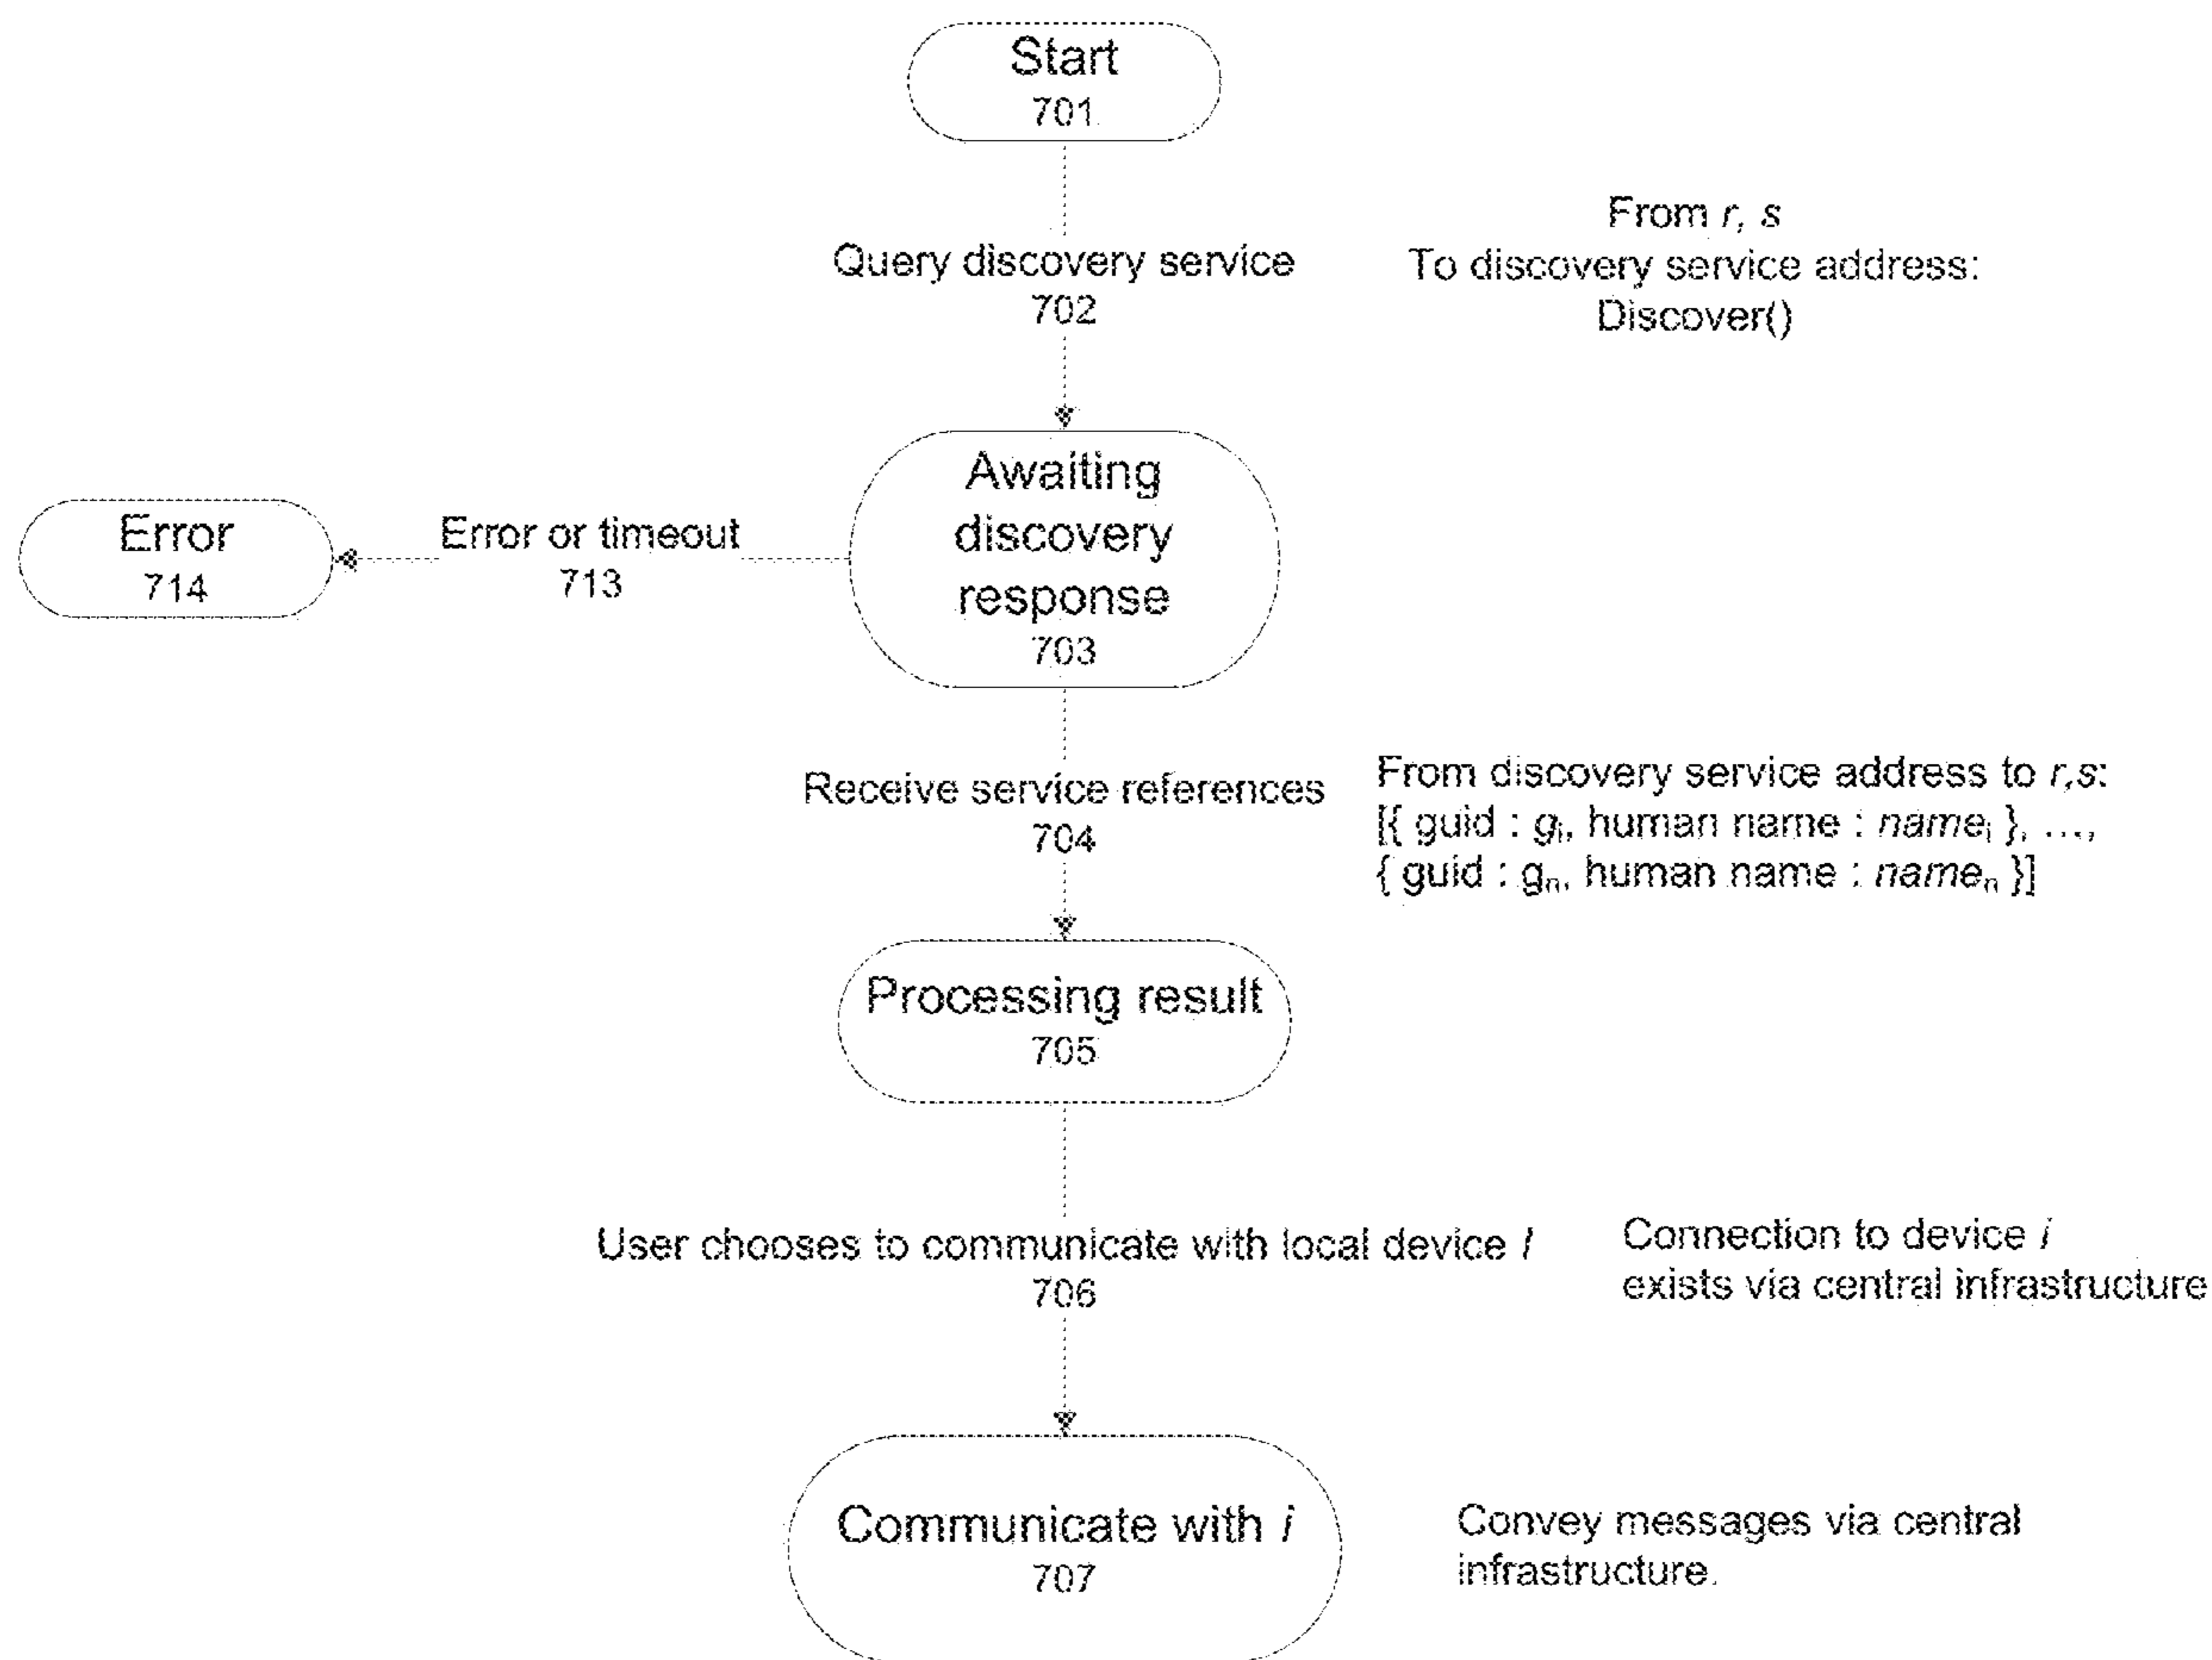 Start
701
Query discovery service
702
From r, s
To discovery service address:
Discover()
Awaiting
discovery
response
703
Error or timeout
713
Error
714
Receive service references
704
From discovery service address to r,s:
[{ guid : gᵢ, human name : nameᵢ }, ...,
{ guid : gₙ, human name : nameₙ }]
Processing result
705
User chooses to communicate with local device I
706
Connection to device i
exists via central infrastructure
Communicate with i
707
Convey messages via central
infrastructure.